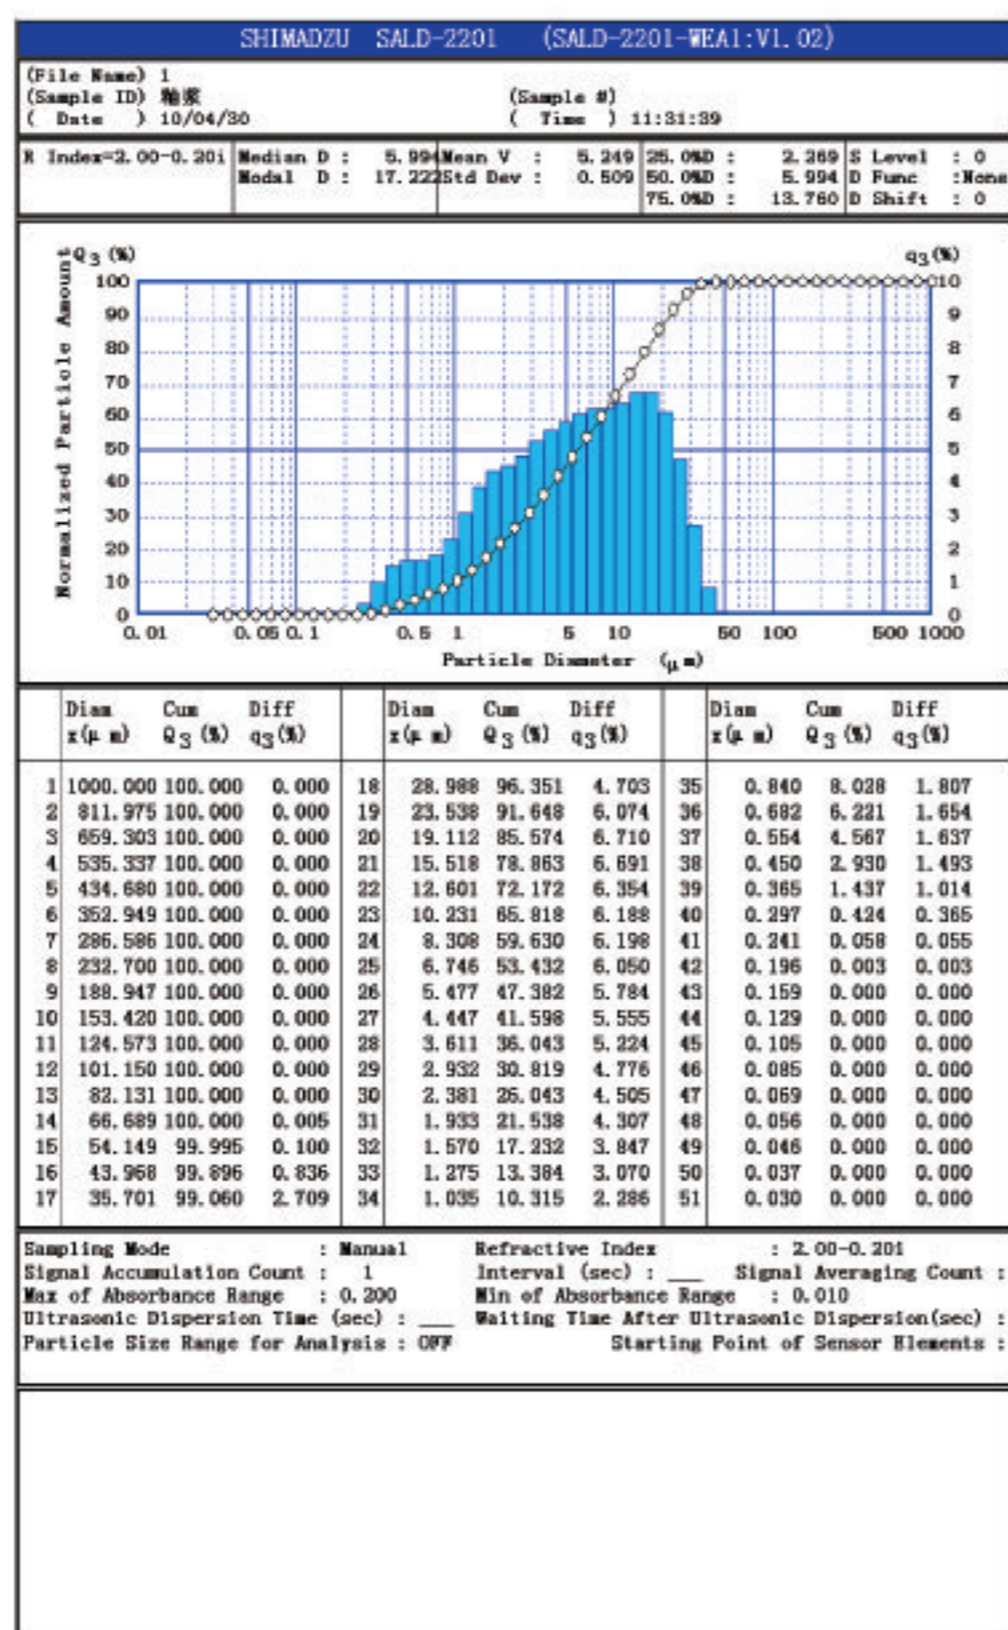 SHIMADZU SALD-2201 (SALD-2201-WEA1:V1.02)
(File Name) 1
(Sample ID) 釉浆 (Sample #)
( Date ) 10/04/30 ( Time ) 11:31:39
R Index=2.00-0.20i Median D : 5.994 Mean V : 5.249 25.0%D : 2.269 S Level : 0
Modal D : 17.222 Std Dev : 0.509 50.0%D : 5.994 D Func :None
75.0%D : 13.760 D Shift : 0
Q3 (%) q3 (%)
Normalized Particle Amount
100 10
90 9
80 8
70 7
60 6
50 5
40 4
30 3
20 2
10 1
0 0
0.01 0.05 0.1 0.5 1 5 10 50 100 500 1000
Particle Diameter (μm)
Diam Cum Diff Diam Cum Diff Diam Cum Diff
x(μm) Q3(%) q3(%) x(μm) Q3(%) q3(%) x(μm) Q3(%) q3(%)
1 1000.000 100.000 0.000 18 28.988 96.351 4.703 35 0.840 8.028 1.807
2 811.975 100.000 0.000 19 23.538 91.648 6.074 36 0.682 6.221 1.654
3 659.303 100.000 0.000 20 19.112 85.574 6.710 37 0.554 4.567 1.637
4 535.337 100.000 0.000 21 15.518 78.863 6.691 38 0.450 2.930 1.493
5 434.680 100.000 0.000 22 12.601 72.172 6.354 39 0.365 1.437 1.014
6 352.949 100.000 0.000 23 10.231 65.818 6.188 40 0.297 0.424 0.365
7 286.586 100.000 0.000 24 8.308 59.630 6.198 41 0.241 0.058 0.055
8 232.700 100.000 0.000 25 6.746 53.432 6.050 42 0.196 0.003 0.003
9 188.947 100.000 0.000 26 5.477 47.382 5.784 43 0.159 0.000 0.000
10 153.420 100.000 0.000 27 4.447 41.598 5.555 44 0.129 0.000 0.000
11 124.573 100.000 0.000 28 3.611 36.043 5.224 45 0.105 0.000 0.000
12 101.150 100.000 0.000 29 2.932 30.819 4.776 46 0.085 0.000 0.000
13 82.131 100.000 0.000 30 2.381 26.043 4.505 47 0.069 0.000 0.000
14 66.689 100.000 0.005 31 1.933 21.538 4.307 48 0.056 0.000 0.000
15 54.149 99.995 0.100 32 1.570 17.232 3.847 49 0.046 0.000 0.000
16 43.968 99.896 0.836 33 1.275 13.384 3.070 50 0.037 0.000 0.000
17 35.701 99.060 2.709 34 1.035 10.315 2.286 51 0.030 0.000 0.000
Sampling Mode : Manual Refractive Index : 2.00-0.20i
Signal Accumulation Count : 1 Interval (sec) : ___ Signal Averaging Count :
Max of Absorbance Range : 0.200 Min of Absorbance Range : 0.010
Ultrasonic Dispersion Time (sec) : ___ Waiting Time After Ultrasonic Dispersion(sec) :
Particle Size Range for Analysis : OFF Starting Point of Sensor Elements :